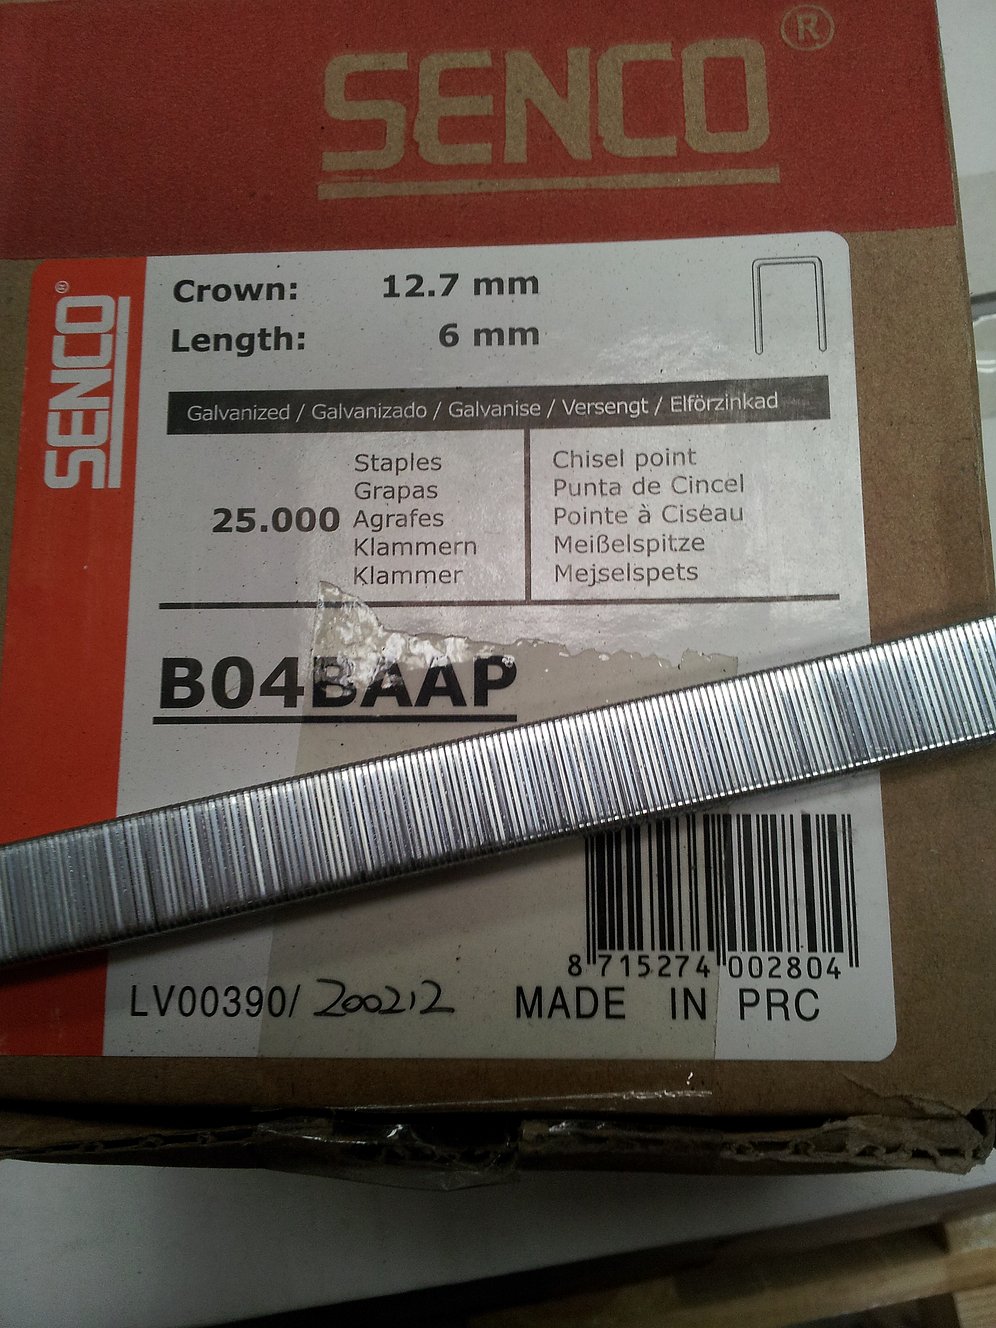 SENCO®
SENCO®
Crown: 12.7 mm
Length: 6 mm
Galvanized / Galvanizado / Galvanise / Versengt / Elförzinkad
25.000
Staples
Grapas
Agrafes
Klammern
Klammer
Chisel point
Punta de Cincel
Pointe à Ciseau
Meißelspitze
Mejselspets
B04BAAP
8 715274 002804
LV00390/ 200212
MADE IN PRC